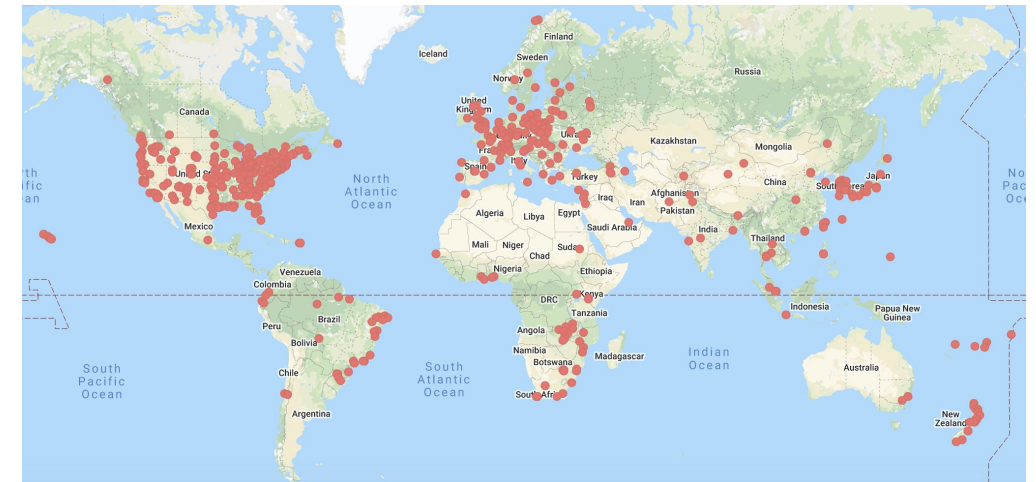 Iceland
Finland
Sweden
Norway
Russia
Canada
United
Kingdom
Kazakhstan
Mongolia
Spain
Italy
Turkey
China
Japan
North
Atlantic
Ocean
Afghanistan
Iraq
Iran
Pakistan
Mexico
Algeria
Libya
Egypt
Saudi Arabia
India
Thailand
Mali
Niger
Chad
Sudan
Nigeria
Ethiopia
Venezuela
Colombia
DRC
Kenya
Tanzania
Indonesia
Papua New
Guinea
Peru
Brazil
Bolivia
Angola
Namibia
Botswana
Madagascar
Indian
Ocean
Australia
South
Pacific
Ocean
Chile
South
Atlantic
Ocean
Argentina
New
Zealand